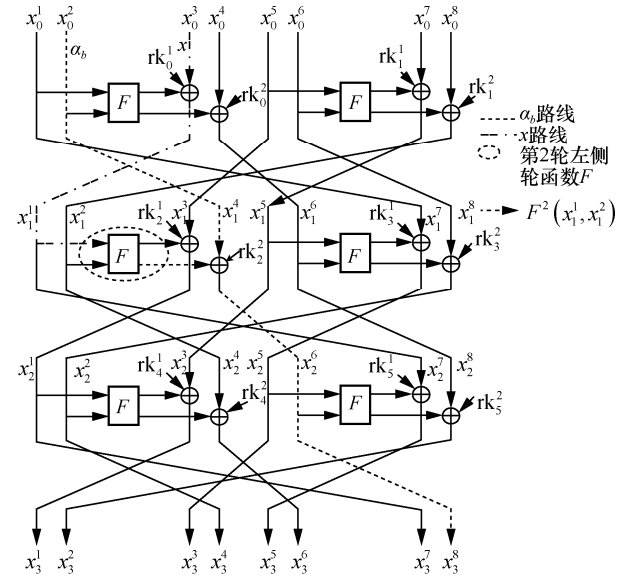 x_0^1 x_0^2 x_0^3 x_0^4 x_0^5 x_0^6 x_0^7 x_0^8
α_b x
rk_0^1 rk_1^1
F rk_0^2 F rk_1^2
α_b路线
x路线
第2轮左侧
轮函数F
F^2(x_1^1, x_1^2)
x_1^1 x_1^2 rk_2^1 x_1^3 x_1^4 x_1^5 x_1^6 rk_3^1 x_1^7 x_1^8
F rk_2^2 F rk_3^2
x_2^1 x_2^2 rk_4^1 x_2^3 x_2^4 x_2^5 x_2^6 rk_5^1 x_2^7 x_2^8
F rk_4^2 F rk_5^2
x_3^1 x_3^2 x_3^3 x_3^4 x_3^5 x_3^6 x_3^7 x_3^8